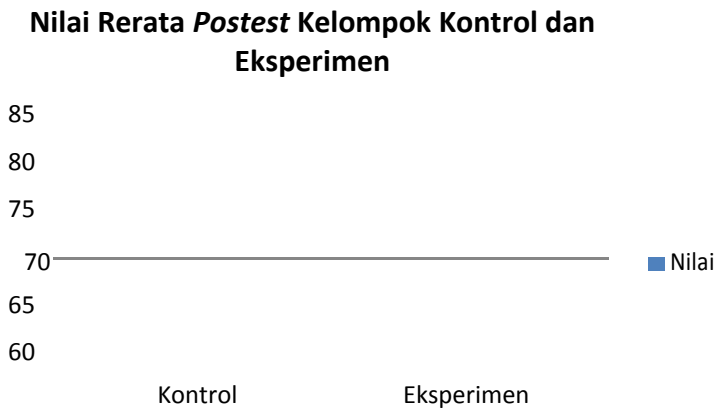 Nilai Rerata Postest Kelompok Kontrol dan
Eksperimen
85
80
75
70
65
60
Nilai
Kontrol Eksperimen